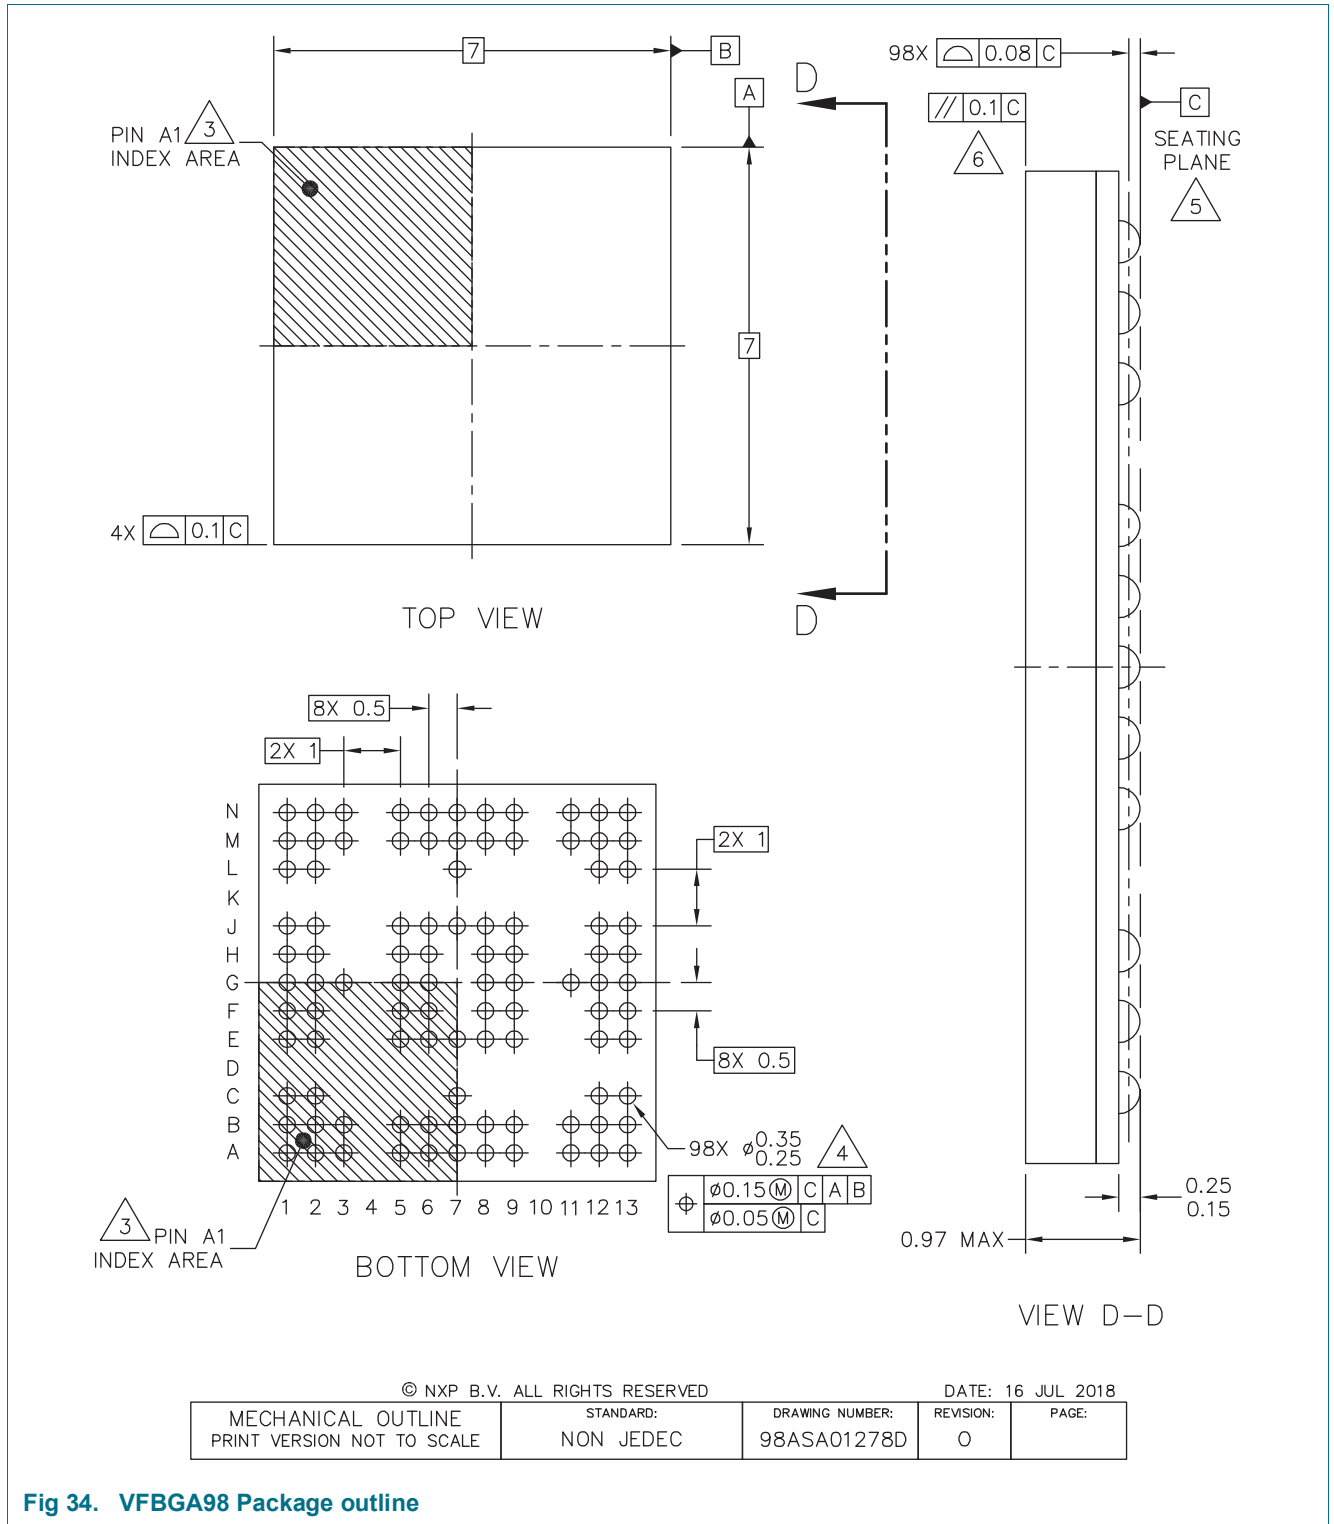 7
B
A
PIN A1 3
INDEX AREA
7
4X 0.1 C
TOP VIEW
D
D
98X 0.08 C
// 0.1 C
6
C
SEATING
PLANE
5
8X 0.5
2X 1
N
M
L
K
J
H
G
F
E
D
C
B
A
2X 1
8X 0.5
98X ⌀0.35
0.25
4
⌖ ⌀0.15 Ⓜ C A B
⌀0.05 Ⓜ C
1 2 3 4 5 6 7 8 9 10 11 12 13
3 PIN A1
INDEX AREA
BOTTOM VIEW
0.25
0.15
0.97 MAX
VIEW D-D
© NXP B.V. ALL RIGHTS RESERVED
DATE: 16 JUL 2018
MECHANICAL OUTLINE
PRINT VERSION NOT TO SCALE
STANDARD:
NON JEDEC
DRAWING NUMBER:
98ASA01278D
REVISION:
O
PAGE:
Fig 34. VFBGA98 Package outline